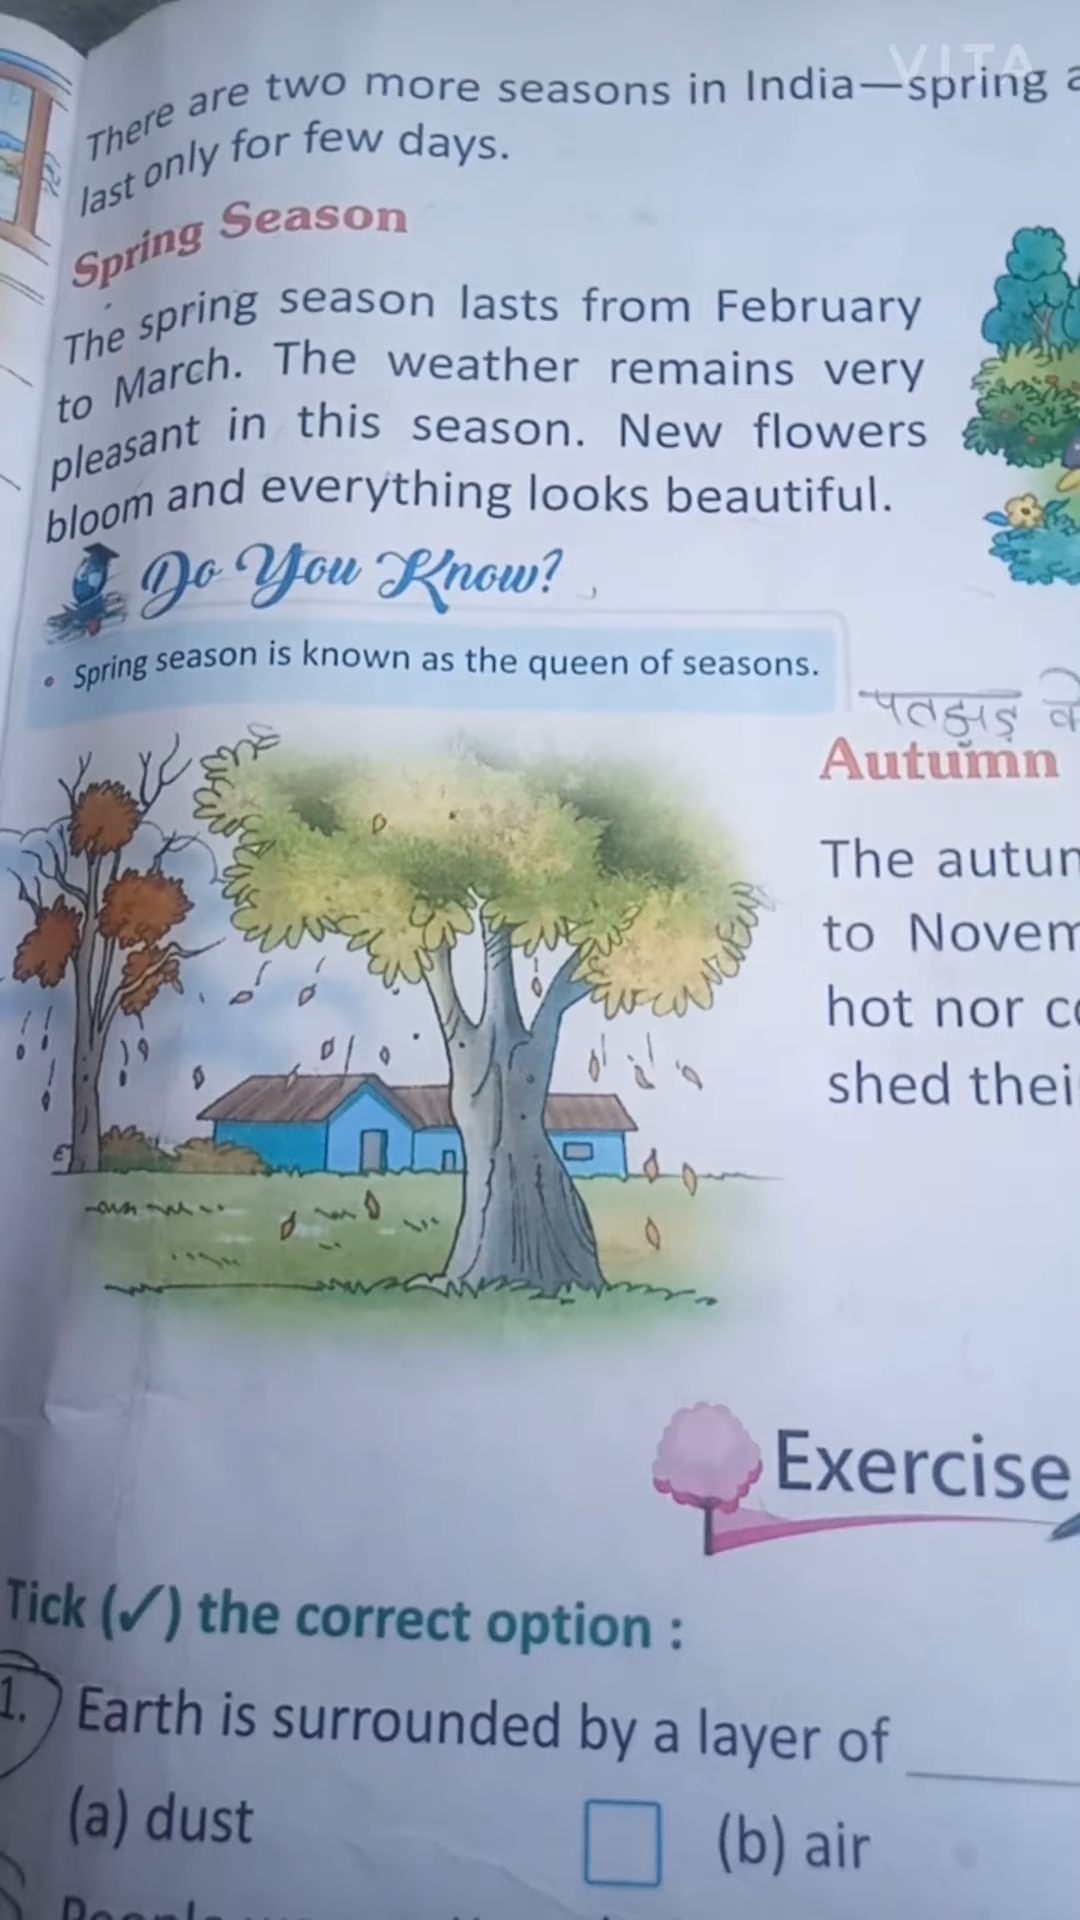 VITA
There are two more seasons in India—spring
last only for few days.
Spring Season
The spring season lasts from February
to March. The weather remains very
pleasant in this season. New flowers
bloom and everything looks beautiful.
Do You Know?
• Spring season is known as the queen of seasons.
पतझड़
Autumn
The
to
hot nor
shed
Exercise
Tick (✓) the correct option :
1. Earth is surrounded by a layer of
(a) dust
(b) air